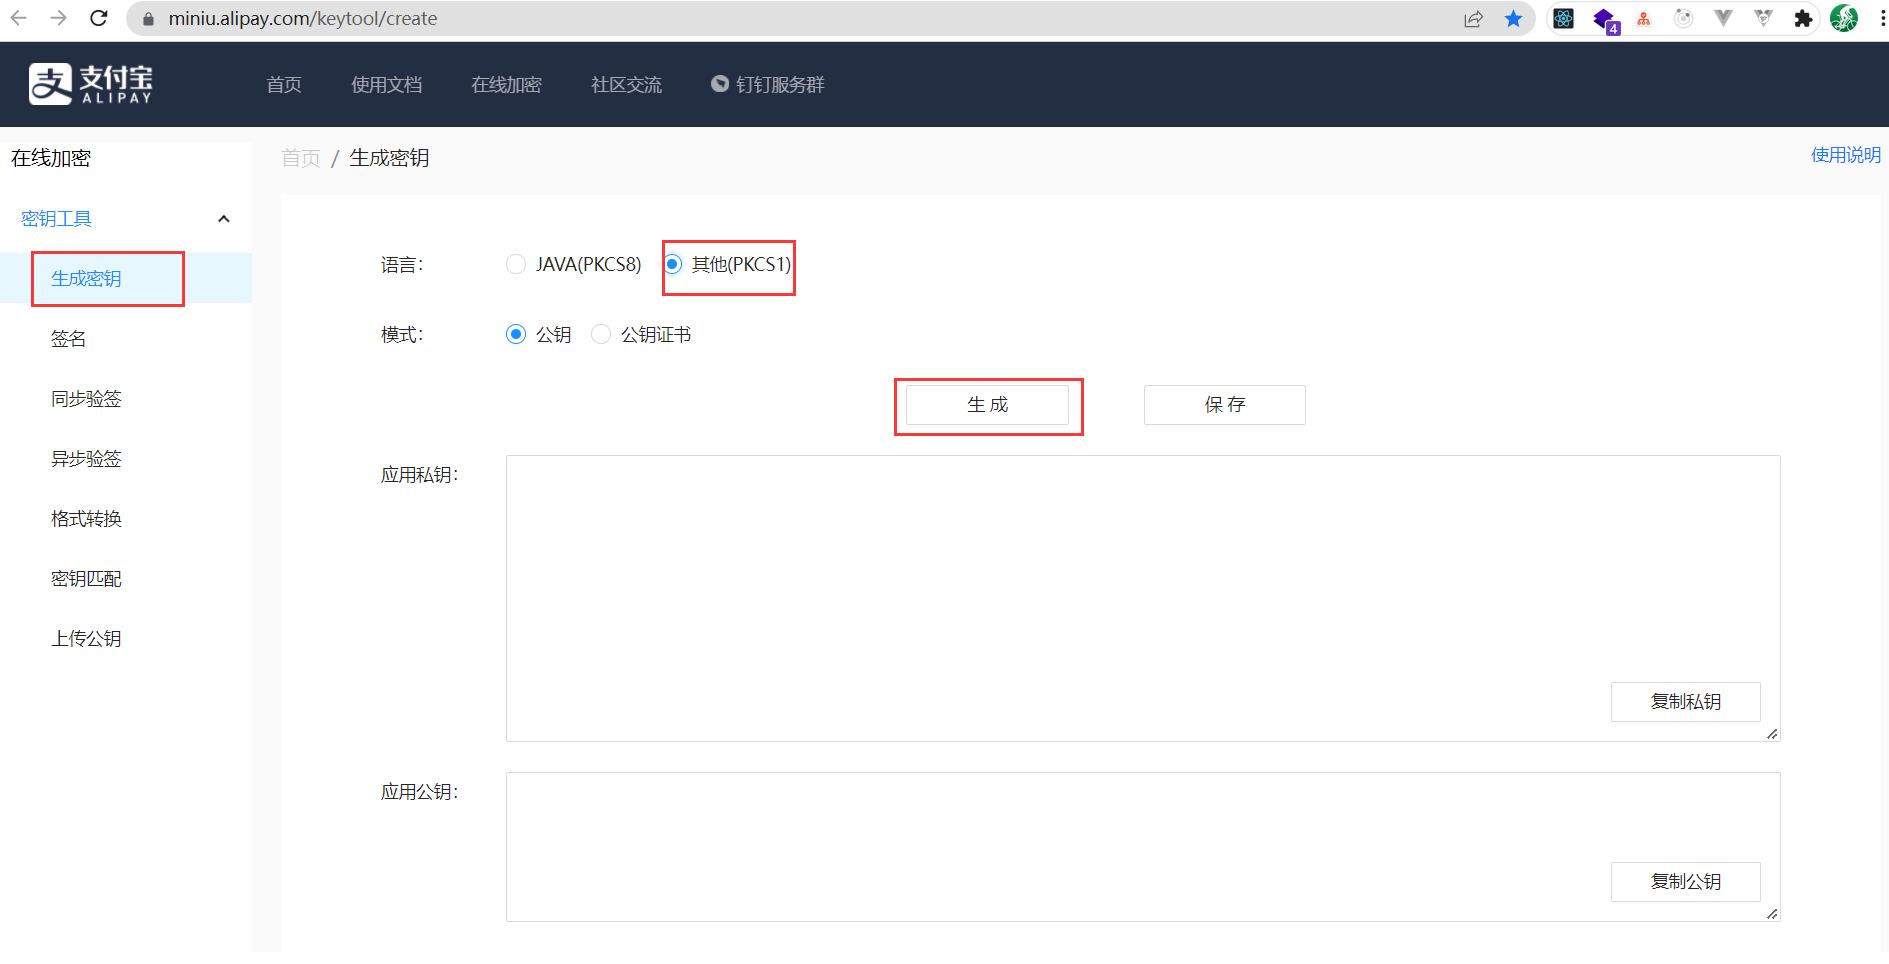 miniu.alipay.com/keytool/create
4
支付宝
ALIPAY
首页
使用文档
在线加密
社区交流
钉钉服务群
在线加密
首页 / 生成密钥
使用说明
密钥工具
生成密钥
签名
同步验签
异步验签
格式转换
密钥匹配
上传公钥
语言：
JAVA(PKCS8)
其他(PKCS1)
模式：
公钥
公钥证书
生 成
保 存
应用私钥：
复制私钥
应用公钥：
复制公钥